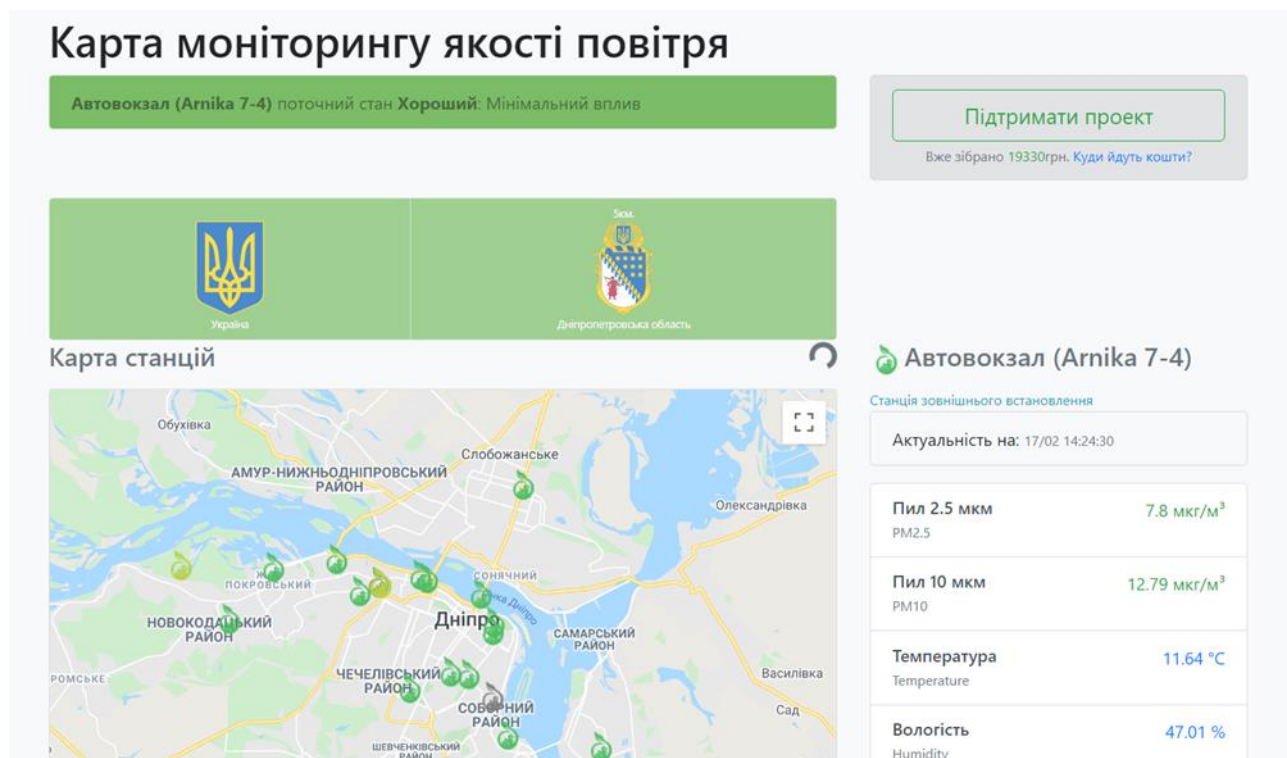 Карта моніторингу якості повітря
Автовокзал (Arnika 7-4) поточний стан Хороший: Мінімальний вплив
Підтримати проект
Вже зібрано 19330грн. Куди йдуть кошти?
5км.
Україна
Дніпропетровська область
Карта станцій
Автовокзал (Arnika 7-4)
Станція зовнішнього встановлення
Актуальність на: 17/02 14:24:30
Обухівка
Слобожанське
АМУР-НИЖНЬОДНІПРОВСЬКИЙ
РАЙОН
Олександрівка
ПОКРОВСЬКИЙ
СОНЯЧНИЙ
НОВОКОДАЦЬКИЙ
РАЙОН
Дніпро
САМАРСЬКИЙ
РАЙОН
РОМСЬКЕ
ЧЕЧЕЛІВСЬКИЙ
РАЙОН
Василівка
СОБОРНИЙ
РАЙОН
Сад
ШЕВЧЕНКІВСЬКИЙ
РАЙОН
Пил 2.5 мкм 7.8 мкг/м³
PM2.5
Пил 10 мкм 12.79 мкг/м³
PM10
Температура 11.64 °C
Temperature
Вологість 47.01 %
Humidity